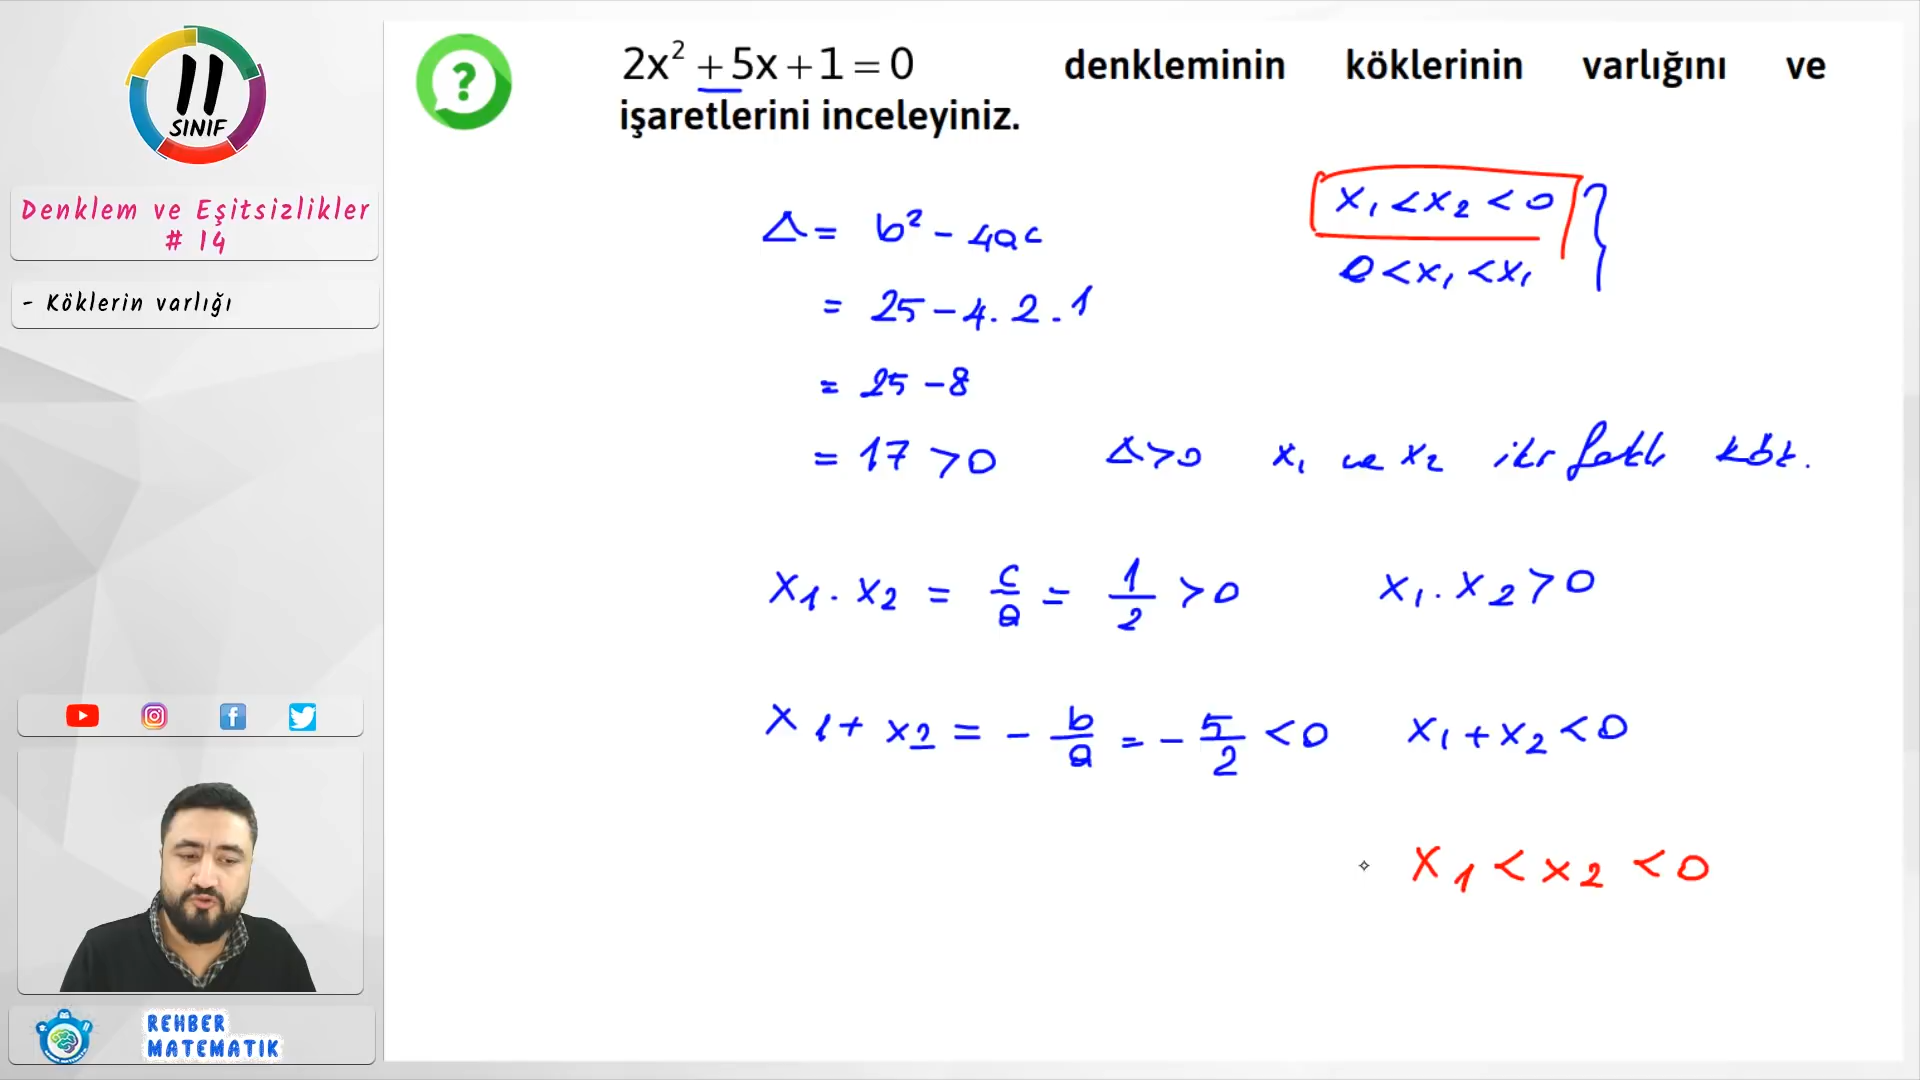 11
SINIF
Denklem ve Eşitsizlikler
# 14
- Köklerin varlığı
REHBER
MATEMATİK
?
2x² + 5x + 1 = 0 denkleminin köklerinin varlığını ve
işaretlerini inceleyiniz.
x₁ < x₂ < 0
0 < x₁ < x₁
Δ = b² - 4ac
= 25 - 4. 2 . 1
= 25 - 8
= 17 > 0 Δ > 0 x₁ ve x₂ iki farklı kök.
x₁ . x₂ = c/a = 1/2 > 0 x₁ . x₂ > 0
x₁ + x₂ = - b/a = - 5/2 < 0 x₁ + x₂ < 0
x₁ < x₂ < 0